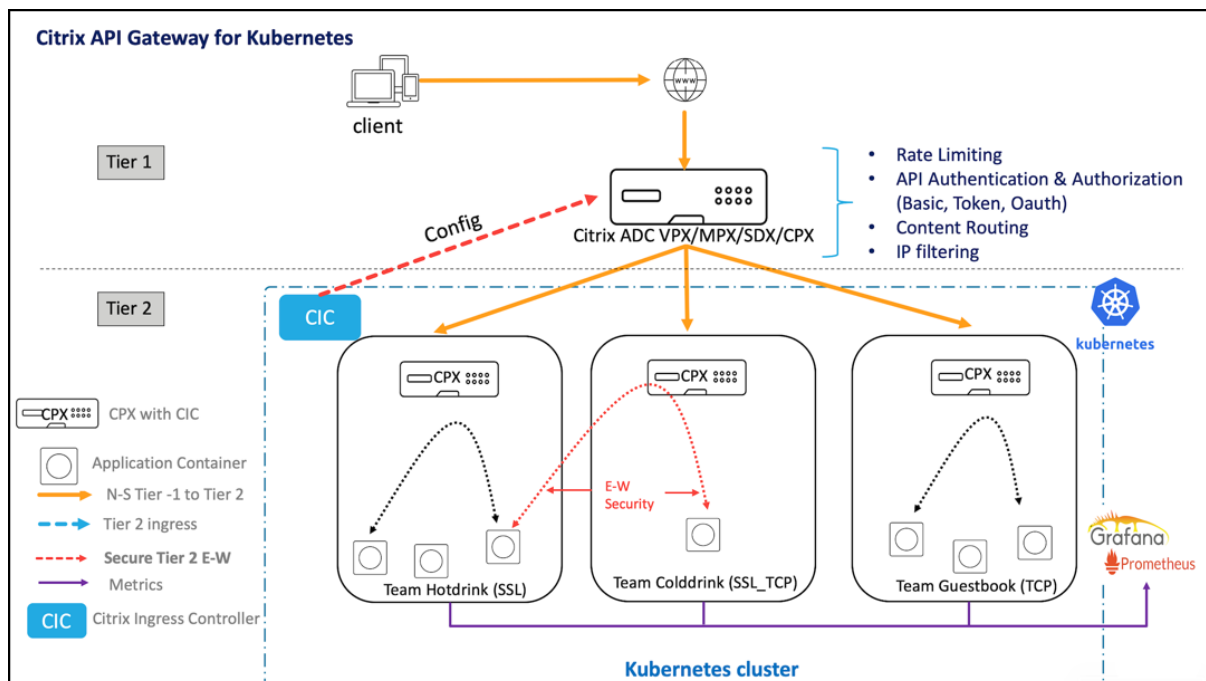 Citrix API Gateway for Kubernetes
www
client
Tier 1
Config
Citrix ADC VPX/MPX/SDX/CPX
• Rate Limiting
• API Authentication & Authorization
(Basic, Token, Oauth)
• Content Routing
• IP filtering
Tier 2
CIC
kubernetes
CPX
CPX
CPX
CPX
CPX with CIC
Application Container
N-S Tier -1 to Tier 2
Tier 2 ingress
Secure Tier 2 E-W
Metrics
CIC
Citrix Ingress Controller
E-W
Security
Team Hotdrink (SSL)
Team Colddrink (SSL_TCP)
Team Guestbook (TCP)
Grafana
Prometheus
Kubernetes cluster